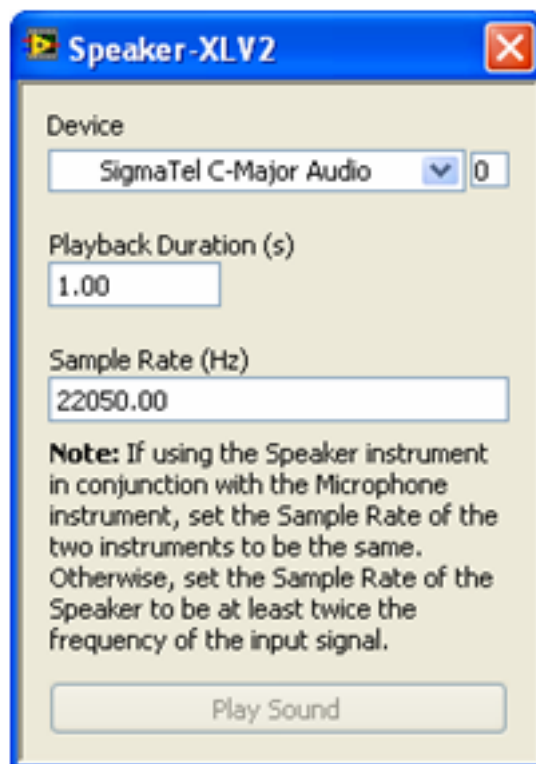 Speaker-XLV2
Device
SigmaTel C-Major Audio 0
Playback Duration (s)
1.00
Sample Rate (Hz)
22050.00
Note: If using the Speaker instrument
in conjunction with the Microphone
instrument, set the Sample Rate of the
two instruments to be the same.
Otherwise, set the Sample Rate of the
Speaker to be at least twice the
frequency of the input signal.
Play Sound